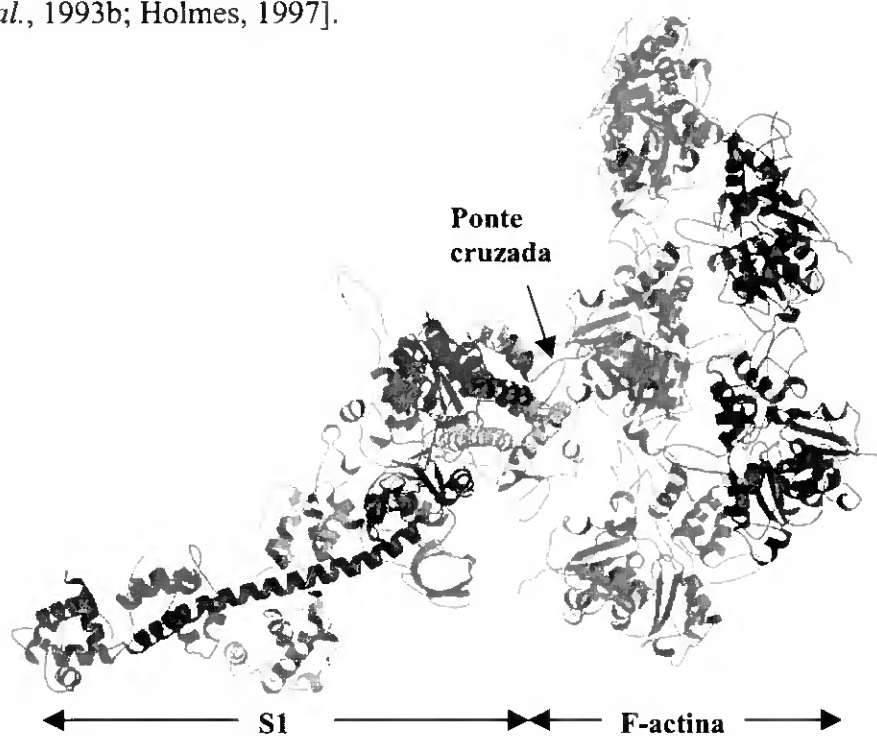 al., 1993b; Holmes, 1997].
Ponte
cruzada
S1
F-actina